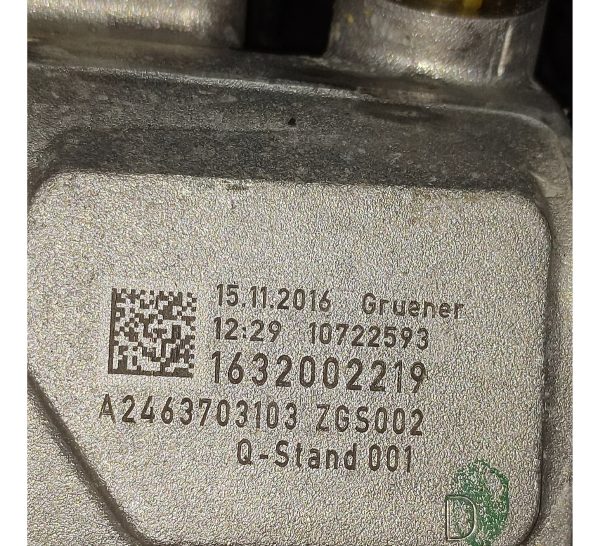 15.11.2016 Gruener
12:29 10722593
1632002219
A2463703103 ZGS002
Q-Stand 001
D